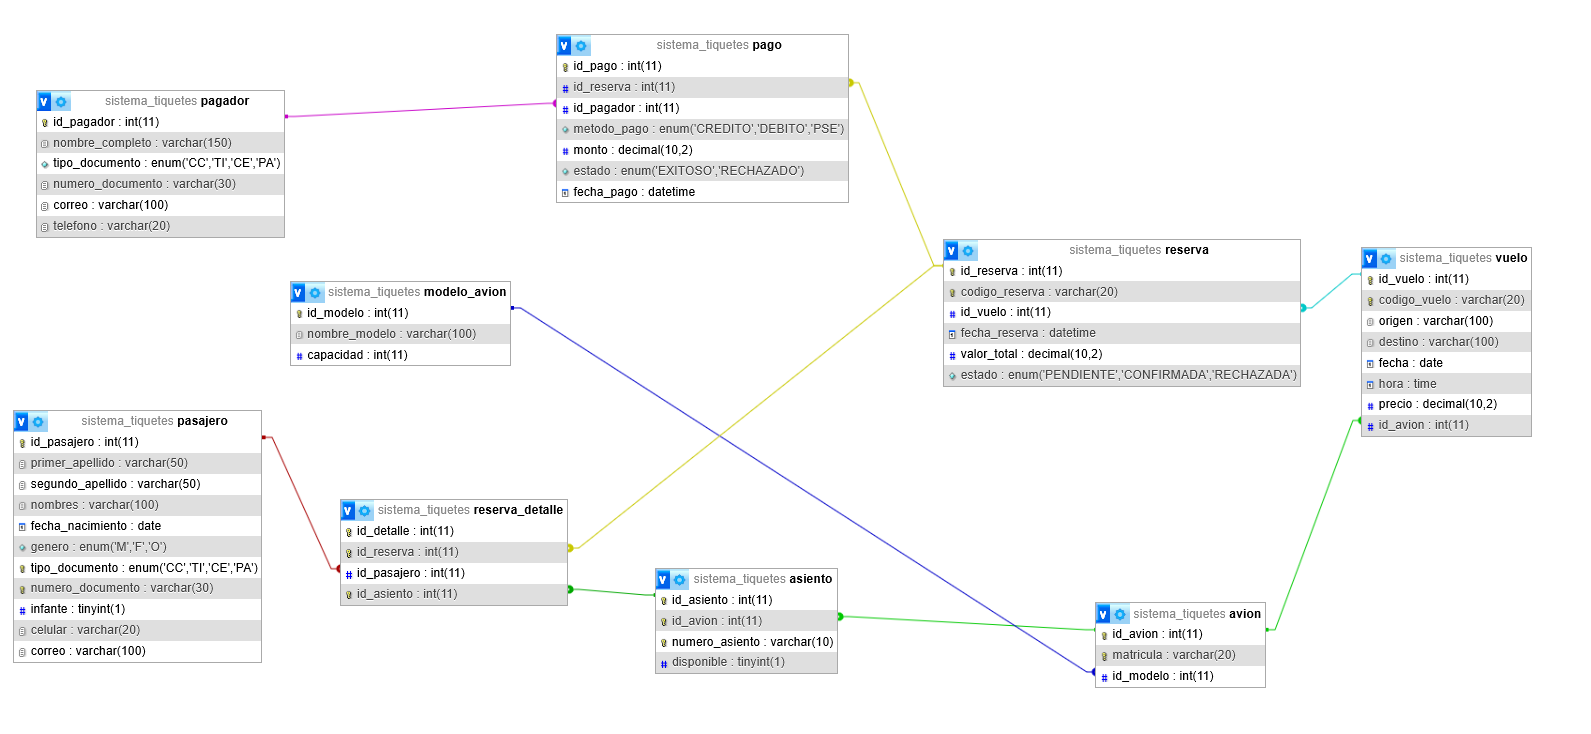 sistema_tiquetes pago
id_pago : int(11)
id_reserva : int(11)
id_pagador : int(11)
metodo_pago : enum('CREDITO','DEBITO','PSE')
monto : decimal(10,2)
estado : enum('EXITOSO','RECHAZADO')
fecha_pago : datetime
sistema_tiquetes pagador
id_pagador : int(11)
nombre_completo : varchar(150)
tipo_documento : enum('CC','TI','CE','PA')
numero_documento : varchar(30)
correo : varchar(100)
telefono : varchar(20)
sistema_tiquetes reserva
id_reserva : int(11)
codigo_reserva : varchar(20)
id_vuelo : int(11)
fecha_reserva : datetime
valor_total : decimal(10,2)
estado : enum('PENDIENTE','CONFIRMADA','RECHAZADA')
sistema_tiquetes vuelo
id_vuelo : int(11)
codigo_vuelo : varchar(20)
origen : varchar(100)
destino : varchar(100)
fecha : date
hora : time
precio : decimal(10,2)
id_avion : int(11)
sistema_tiquetes modelo_avion
id_modelo : int(11)
nombre_modelo : varchar(100)
capacidad : int(11)
sistema_tiquetes pasajero
id_pasajero : int(11)
primer_apellido : varchar(50)
segundo_apellido : varchar(50)
nombres : varchar(100)
fecha_nacimiento : date
genero : enum('M','F','O')
tipo_documento : enum('CC','TI','CE','PA')
numero_documento : varchar(30)
infante : tinyint(1)
celular : varchar(20)
correo : varchar(100)
sistema_tiquetes reserva_detalle
id_detalle : int(11)
id_reserva : int(11)
id_pasajero : int(11)
id_asiento : int(11)
sistema_tiquetes asiento
id_asiento : int(11)
id_avion : int(11)
numero_asiento : varchar(10)
disponible : tinyint(1)
sistema_tiquetes avion
id_avion : int(11)
matricula : varchar(20)
id_modelo : int(11)